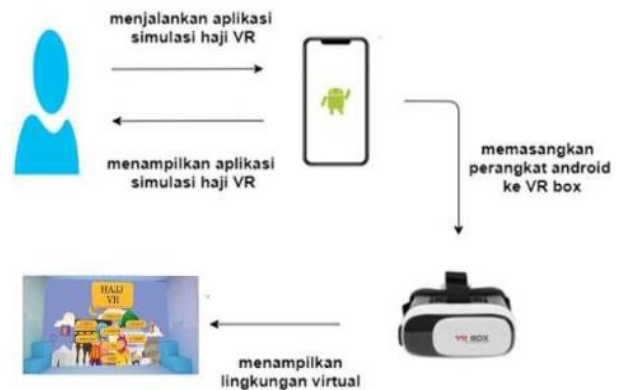 menjalankan aplikasi
simulasi haji VR
menampilkan aplikasi
simulasi haji VR
memasangkan
perangkat android
ke VR box
VR BOX
HAJJ
VR
menampilkan
lingkungan virtual